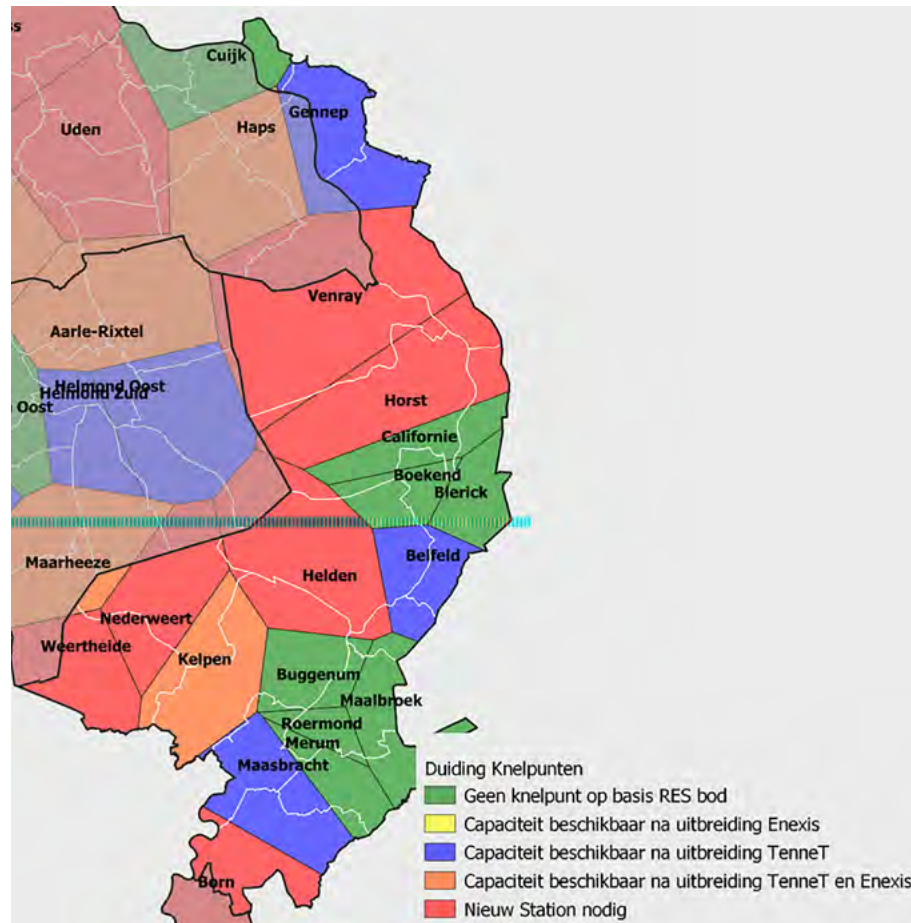 ss
Cuijk
Gennep
Uden
Haps
Venray
Aarle-Rixtel
Helmond Oost
Helmond Zuid
Oost
Horst
Californie
Boekend
Blerick
Belfeld
Maarheeze
Helden
Nederweert
Weertheide
Kelpen
Buggenum
Maalbroek
Roermond
Merum
Maasbracht
Born
Duiding Knelpunten
Geen knelpunt op basis RES bod
Capaciteit beschikbaar na uitbreiding Enexis
Capaciteit beschikbaar na uitbreiding TenneT
Capaciteit beschikbaar na uitbreiding TenneT en Enexis
Nieuw Station nodig